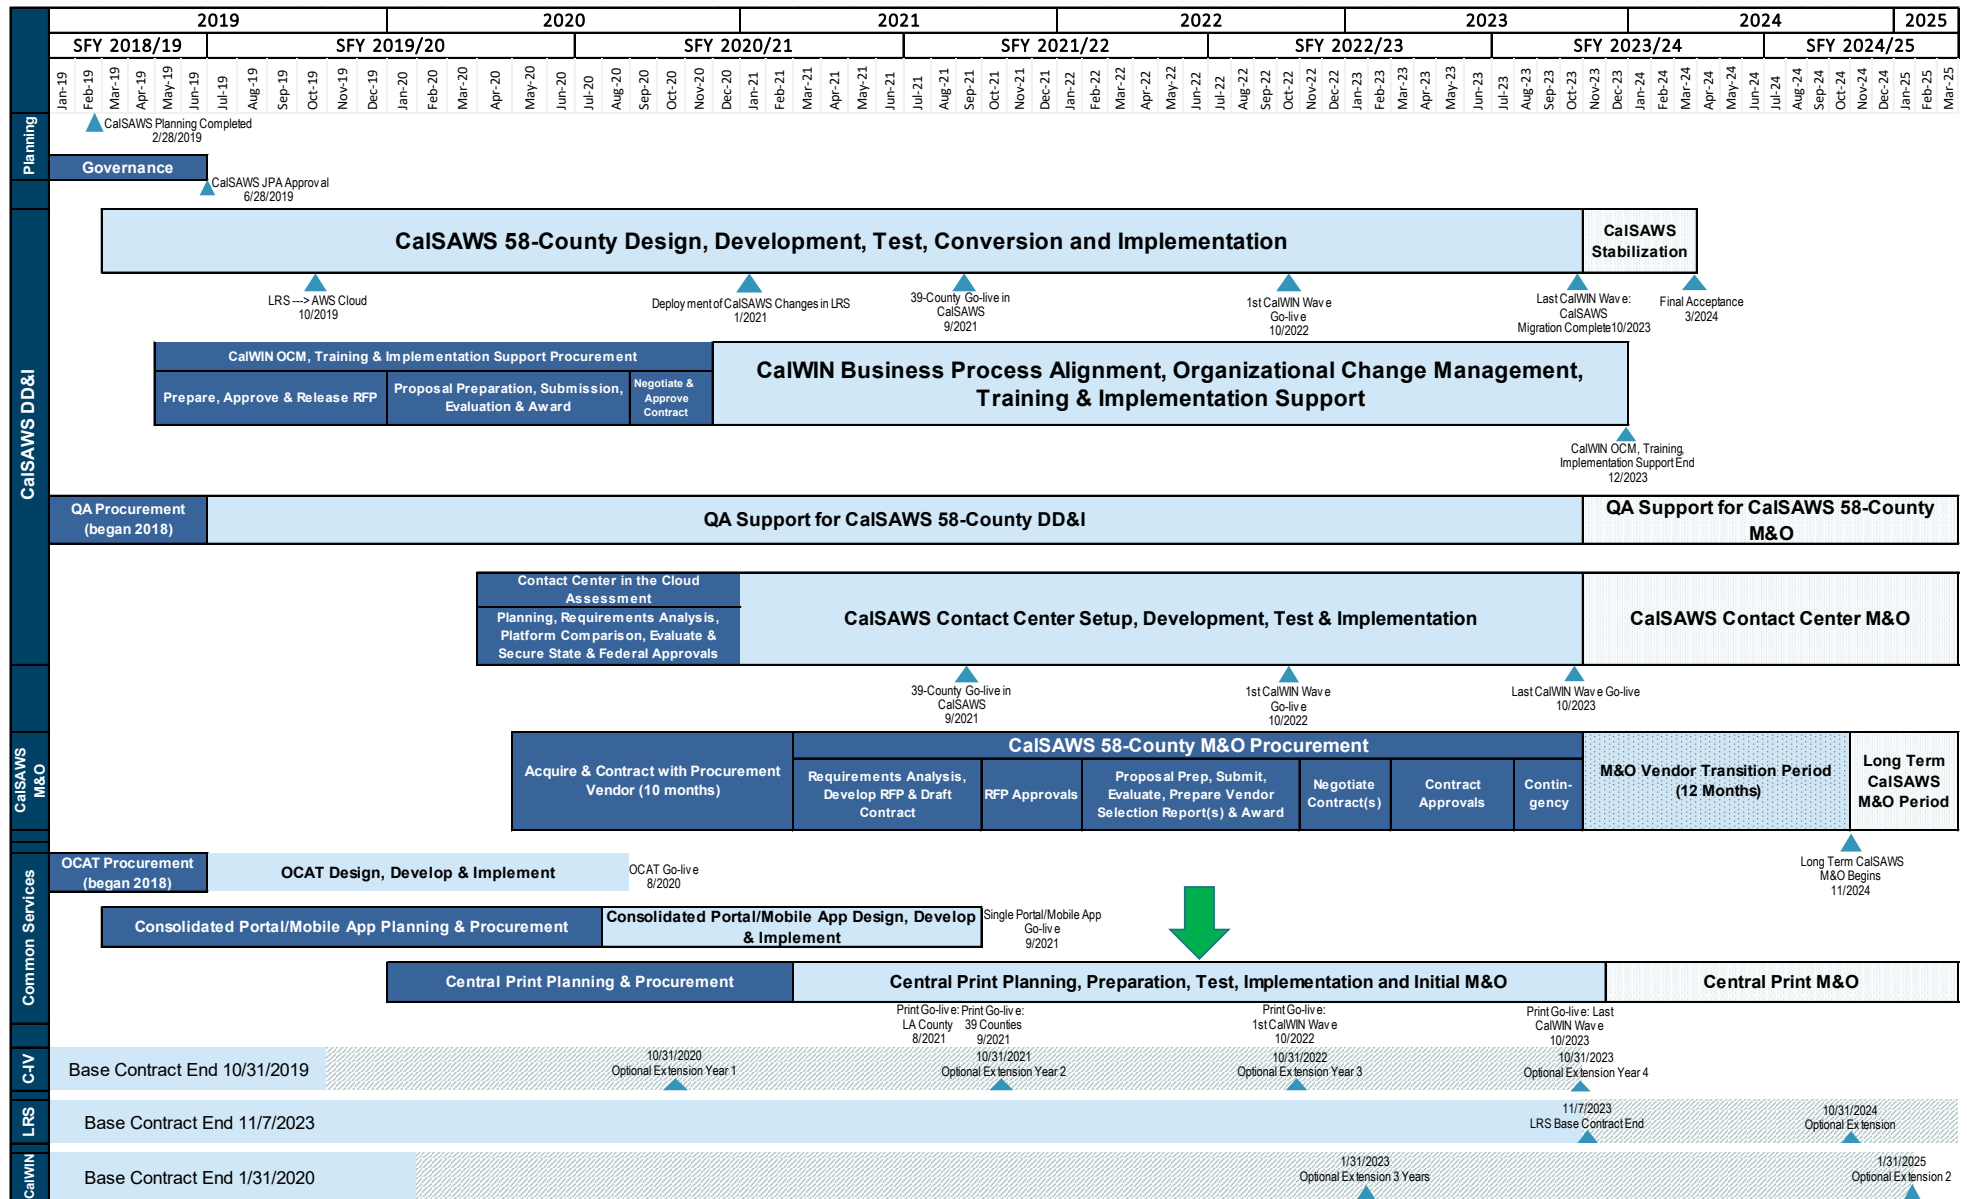 2019 2020 2021 2022 2023 2024 2025
SFY 2018/19 SFY 2019/20 SFY 2020/21 SFY 2021/22 SFY 2022/23 SFY 2023/24 SFY 2024/25
Jan-19 Feb-19 Mar-19 Apr-19 May-19 Jun-19 Jul-19 Aug-19 Sep-19 Oct-19 Nov-19 Dec-19 Jan-20 Feb-20 Mar-20 Apr-20 May-20 Jun-20 Jul-20 Aug-20 Sep-20 Oct-20 Nov-20 Dec-20 Jan-21 Feb-21 Mar-21 Apr-21 May-21 Jun-21 Jul-21 Aug-21 Sep-21 Oct-21 Nov-21 Dec-21 Jan-22 Feb-22 Mar-22 Apr-22 May-22 Jun-22 Jul-22 Aug-22 Sep-22 Oct-22 Nov-22 Dec-22 Jan-23 Feb-23 Mar-23 Apr-23 May-23 Jun-23 Jul-23 Aug-23 Sep-23 Oct-23 Nov-23 Dec-23 Jan-24 Feb-24 Mar-24 Apr-24 May-24 Jun-24 Jul-24 Aug-24 Sep-24 Oct-24 Nov-24 Dec-24 Jan-25 Feb-25 Mar-25
Planning
CalSAWS Planning Completed
2/28/2019
Governance
CalSAWS JPA Approval
6/28/2019
CalSAWS DD&I
CalSAWS 58-County Design, Development, Test, Conversion and Implementation
CalSAWS
Stabilization
LRS ---> AWS Cloud
10/2019
Deployment of CalSAWS Changes in LRS
1/2021
39-County Go-live in
CalSAWS
9/2021
1st CalWIN Wave
Go-live
10/2022
Last CalWIN Wave:
CalSAWS
Migration Complete10/2023
Final Acceptance
3/2024
CalWIN OCM, Training & Implementation Support Procurement
Prepare, Approve & Release RFP
Proposal Preparation, Submission,
Evaluation & Award
Negotiate &
Approve
Contract
CalWIN Business Process Alignment, Organizational Change Management,
Training & Implementation Support
CalWIN OCM, Training,
Implementation Support End
12/2023
QA Procurement
(began 2018)
QA Support for CalSAWS 58-County DD&I
QA Support for CalSAWS 58-County
M&O
Contact Center in the Cloud
Assessment
Planning, Requirements Analysis,
Platform Comparison, Evaluate &
Secure State & Federal Approvals
CalSAWS Contact Center Setup, Development, Test & Implementation
CalSAWS Contact Center M&O
39-County Go-live in
CalSAWS
9/2021
1st CalWIN Wave
Go-live
10/2022
Last CalWIN Wave Go-live
10/2023
CalSAWS
M&O
Acquire & Contract with Procurement
Vendor (10 months)
CalSAWS 58-County M&O Procurement
Requirements Analysis,
Develop RFP & Draft
Contract
RFP Approvals
Proposal Prep, Submit,
Evaluate, Prepare Vendor
Selection Report(s) & Award
Negotiate
Contract(s)
Contract
Approvals
Contin-
gency
M&O Vendor Transition Period
(12 Months)
Long Term
CalSAWS
M&O Period
Long Term CalSAWS
M&O Begins
11/2024
Common Services
OCAT Procurement
(began 2018)
OCAT Design, Develop & Implement
OCAT Go-live
8/2020
Consolidated Portal/Mobile App Planning & Procurement
Consolidated Portal/Mobile App Design, Develop
& Implement
Single Portal/Mobile App
Go-live
9/2021
Central Print Planning & Procurement
Central Print Planning, Preparation, Test, Implementation and Initial M&O
Central Print M&O
Print Go-live:
LA County
8/2021
Print Go-live:
39 Counties
9/2021
Print Go-live:
1st CalWIN Wave
10/2022
Print Go-live: Last
CalWIN Wave
10/2023
C-IV
Base Contract End 10/31/2019
10/31/2020
Optional Extension Year 1
10/31/2021
Optional Extension Year 2
10/31/2022
Optional Extension Year 3
10/31/2023
Optional Extension Year 4
LRS
Base Contract End 11/7/2023
11/7/2023
LRS Base Contract End
10/31/2024
Optional Extension
CalWIN
Base Contract End 1/31/2020
1/31/2023
Optional Extension 3 Years
1/31/2025
Optional Extension 2